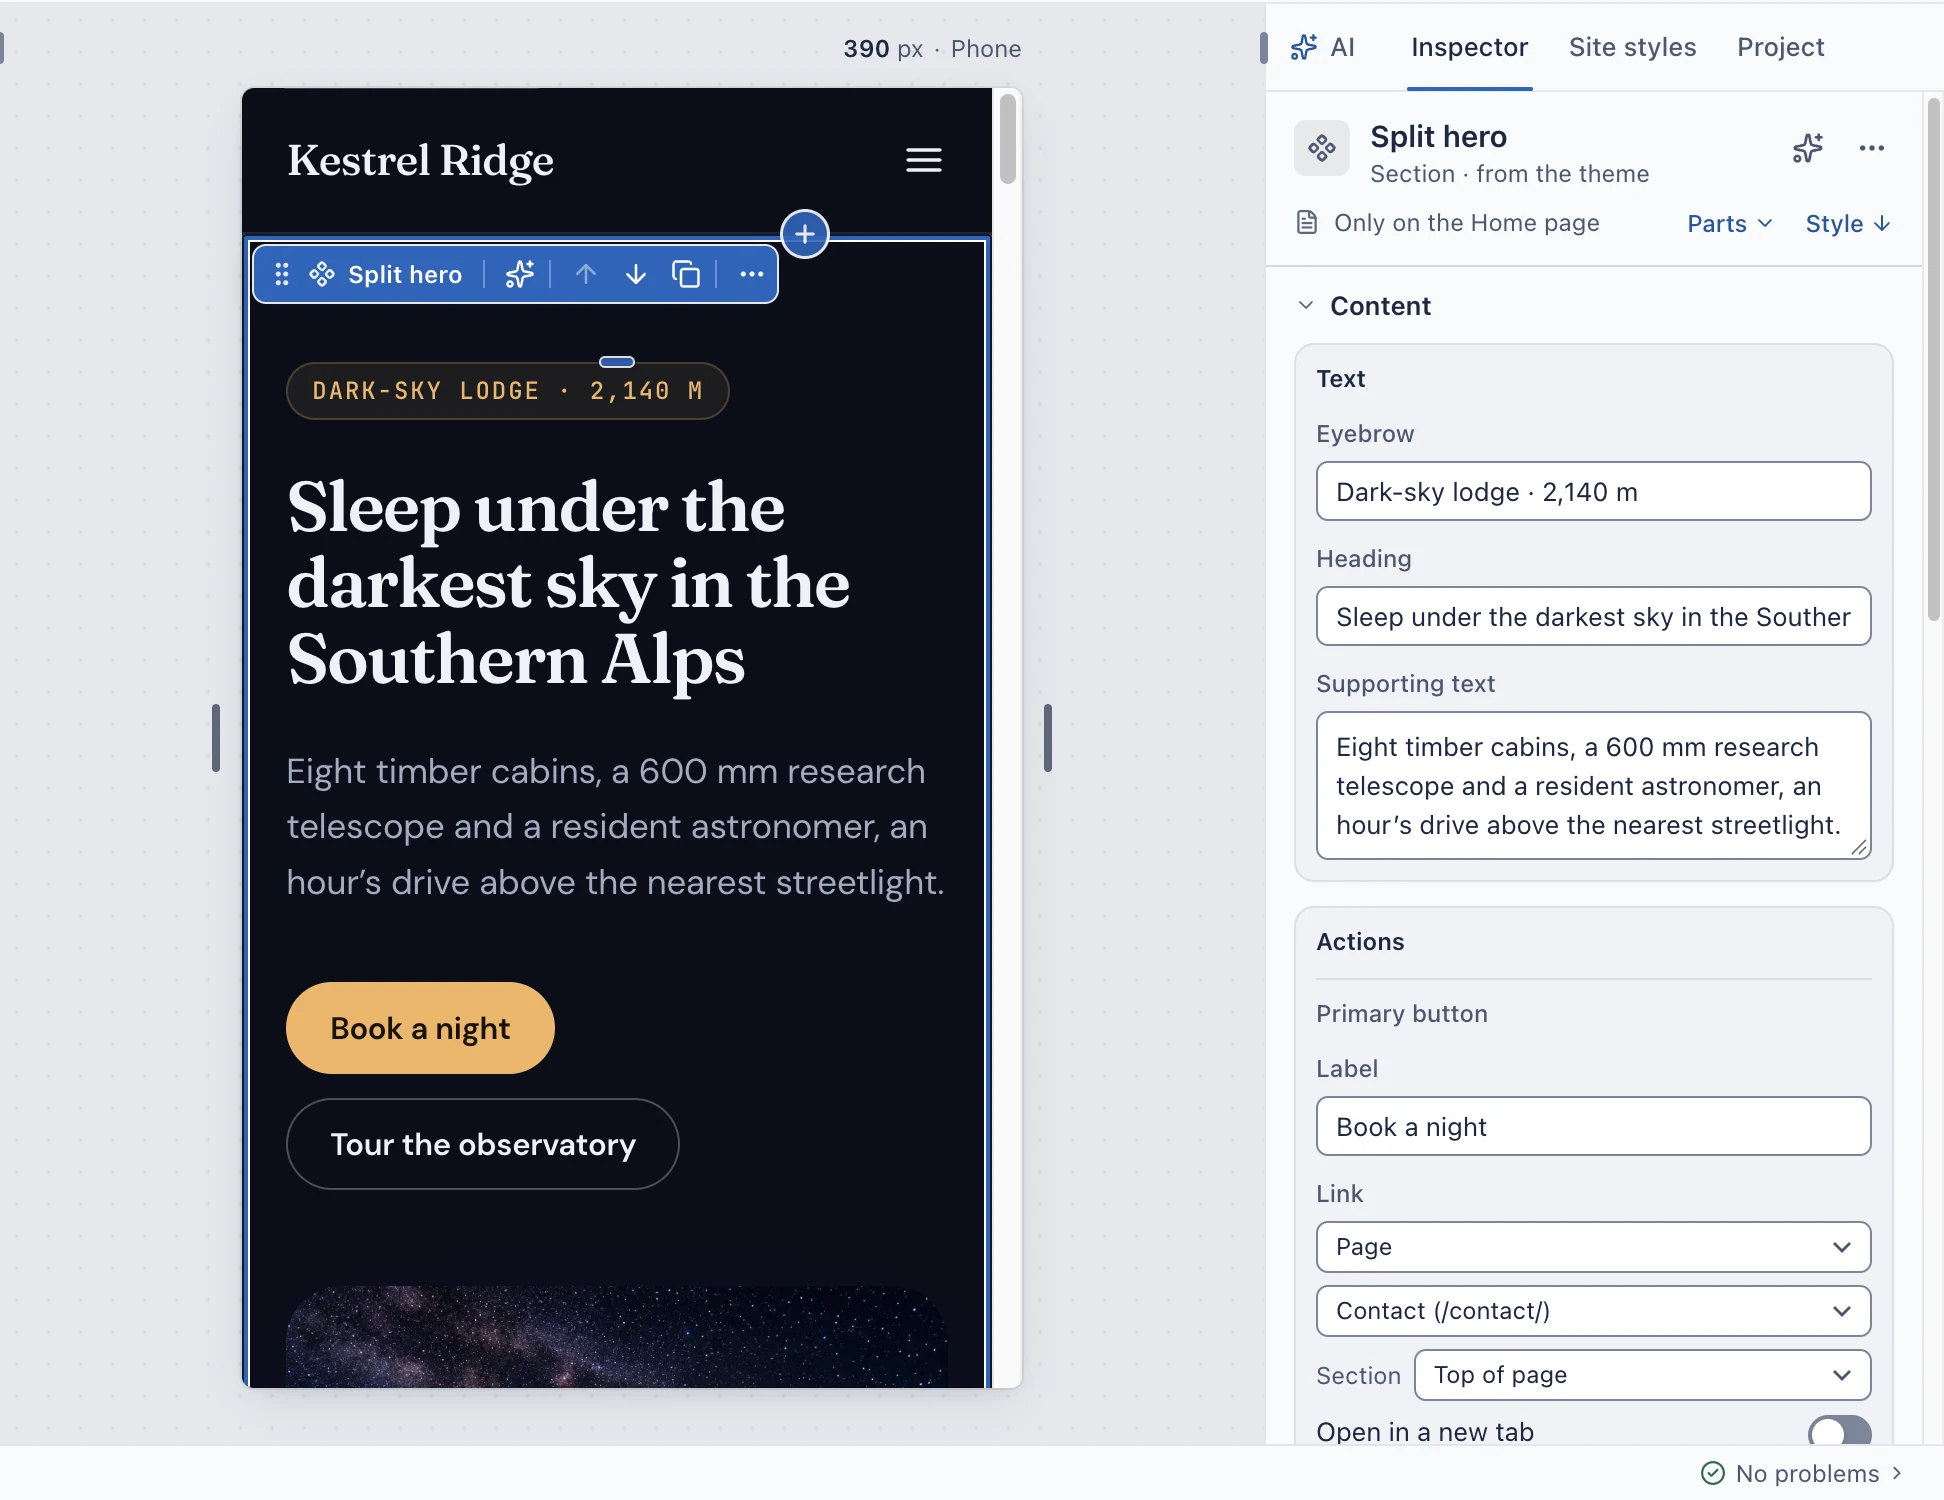 390 px · Phone
Kestrel Ridge
Split hero
DARK-SKY LODGE · 2,140 M
Sleep under the
darkest sky in the
Southern Alps
Eight timber cabins, a 600 mm research
telescope and a resident astronomer, an
hour’s drive above the nearest streetlight.
Book a night
Tour the observatory
AI
Inspector
Site styles
Project
Split hero
Section · from the theme
Only on the Home page
Parts
Style
Content
Text
Eyebrow
Dark-sky lodge · 2,140 m
Heading
Sleep under the darkest sky in the Souther
Supporting text
Eight timber cabins, a 600 mm research
telescope and a resident astronomer, an
hour’s drive above the nearest streetlight.
Actions
Primary button
Label
Book a night
Link
Page
Contact (/contact/)
Section
Top of page
Open in a new tab
No problems